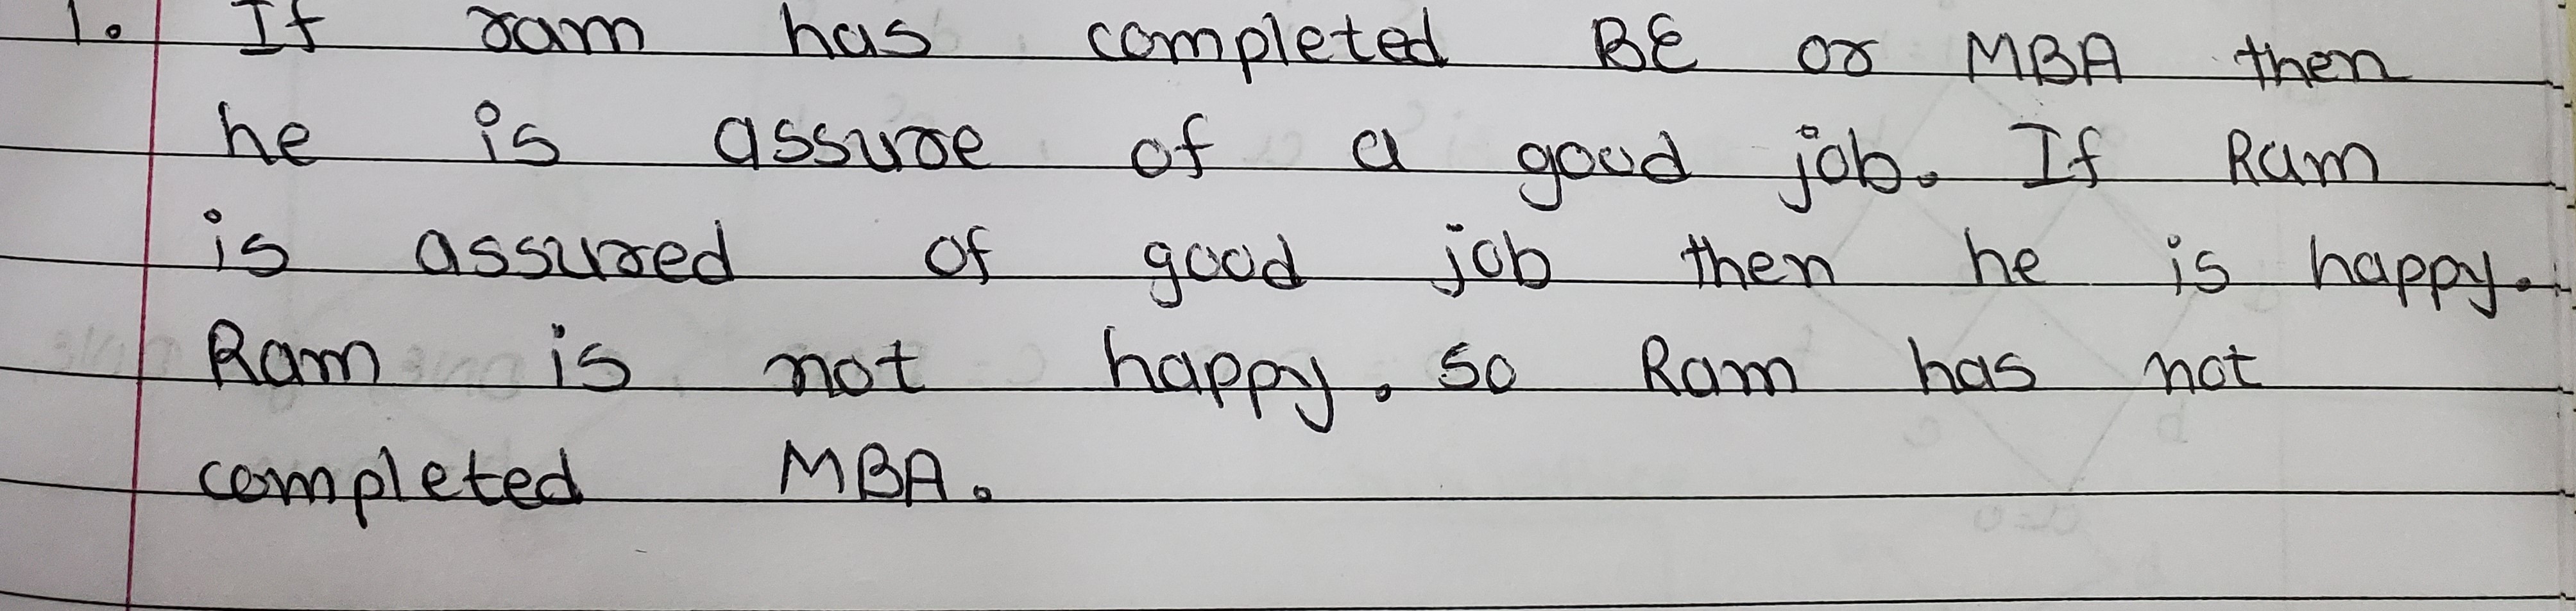 1. If ram has completed BE or MBA then
he is assure of a good job. If Ram
is assured of good job then he is happy.
Ram is not happy. so Ram has not
completed MBA.